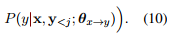 P(y|x, y<j; θx→y)). (10)